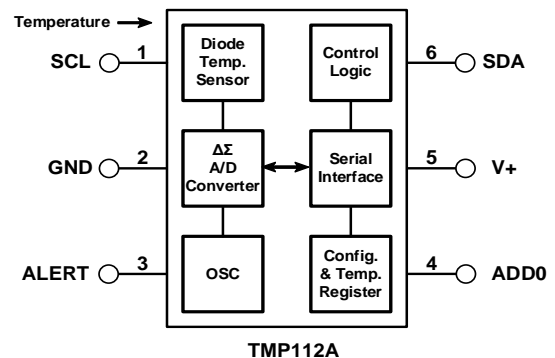 Temperature
SCL
1
Diode
Temp.
Sensor
Control
Logic
6
SDA
GND
2
ΔΣ
A/D
Converter
Serial
Interface
5
V+
ALERT
3
OSC
Config.
& Temp.
Register
4
ADD0
TMP112A